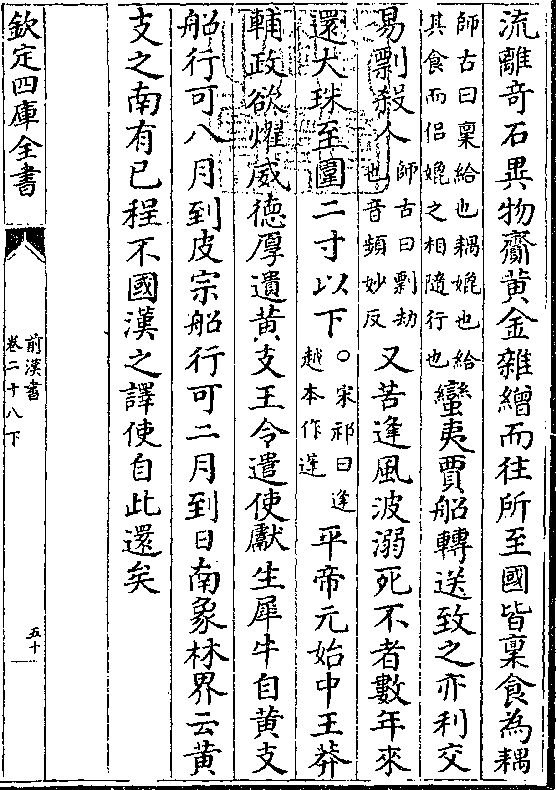 流離奇石異物齎黄金雜繒而往所至國皆稟食為耦
師古曰稟給也耦媲也給
其食而侶媲之相隨行也
蠻夷賈船轉送致之亦利交
易剽殺人
師古曰剽劫
也音頻妙反
又苦逢風波溺死不者數年來
還大珠至圍二寸以下
○宋祁曰逢
越本作蓬
平帝元始中王莽
輔政欲燿威德厚遺黄支王令遣使獻生犀牛自黄支
船行可八月到皮宗船行可二月到日南象林界云黄
支之南有已程不國漢之譯使自此還矣
欽定四庫全書
前漢書
卷二十八下
五十